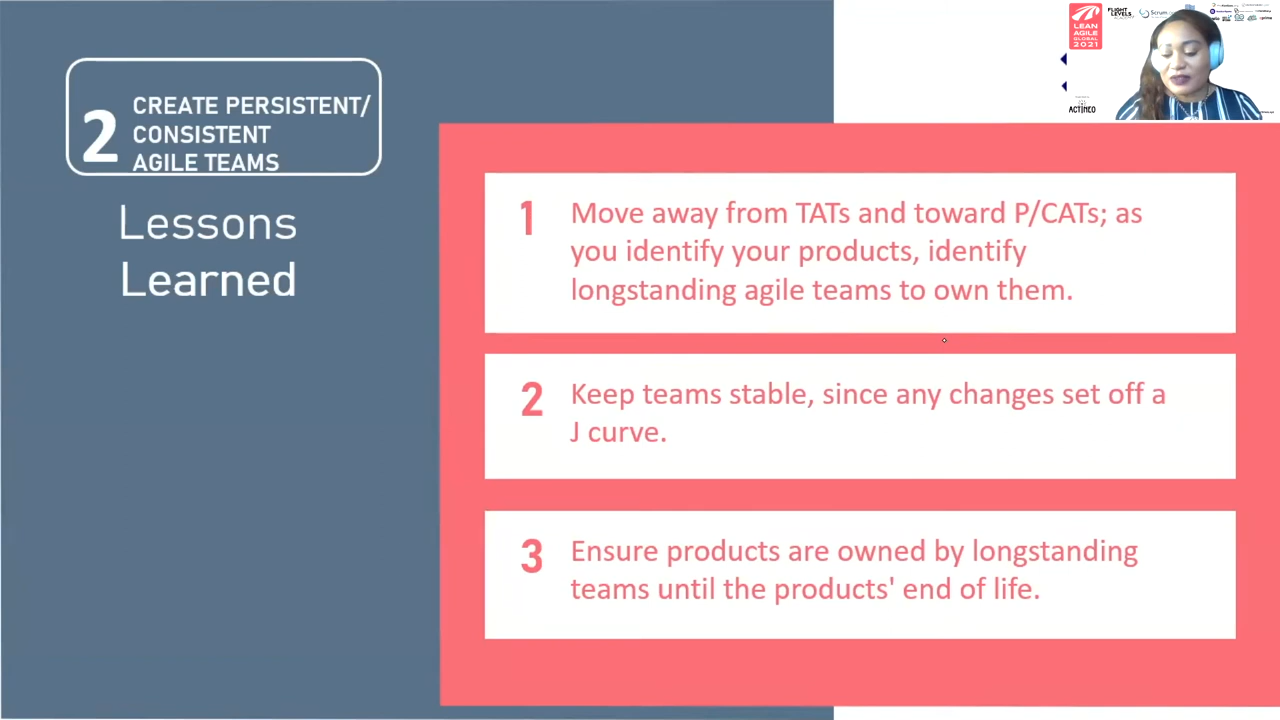 2
CREATE PERSISTENT/
CONSISTENT
AGILE TEAMS
Lessons
Learned
1
Move away from TATs and toward P/CATs; as
you identify your products, identify
longstanding agile teams to own them.
2
Keep teams stable, since any changes set off a
J curve.
3
Ensure products are owned by longstanding
teams until the products' end of life.
LEAN
AGILE
GLOBAL
2021
FLIGHT
LEVELS
ACADEMY
Scrum
ACTINEO